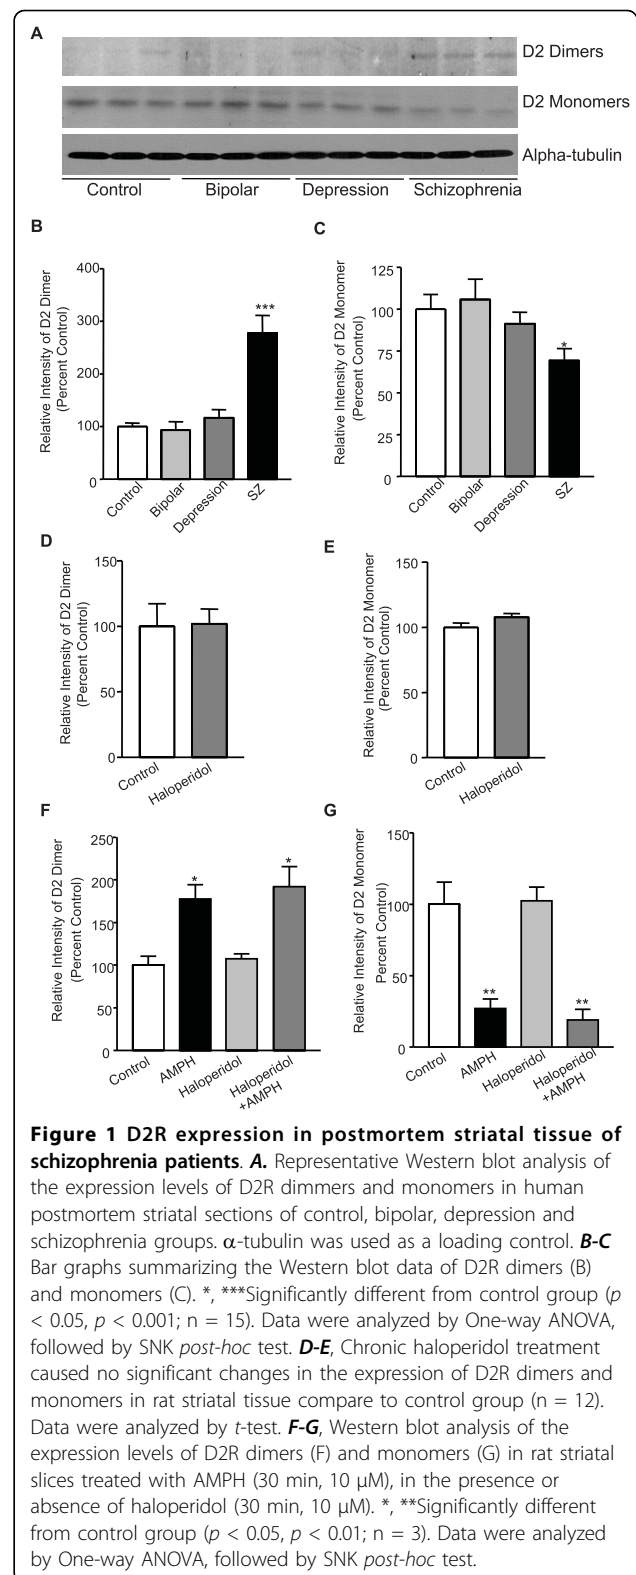 A
D2 Dimers
D2 Monomers
Alpha-tubulin
Control
Bipolar
Depression
Schizophrenia
B
Relative Intensity of D2 Dimer
(Percent Control)
400
300
200
100
0
Control
Bipolar
Depression
SZ
***
C
Relative Intensity of D2 Monomer
(Percent Control)
125
100
75
50
25
0
Control
Bipolar
Depression
SZ
*
D
Relative Intensity of D2 Dimer
(Percent Control)
150
100
50
0
Control
Haloperidol
E
Relative Intensity of D2 Monomer
(Percent Control)
150
100
50
0
Control
Haloperidol
F
Relative Intensity of D2 Dimer
(Percent Control)
250
200
150
100
50
0
Control
AMPH
Haloperidol
Haloperidol
+AMPH
*
*
G
Relative Intensity of D2 Monomer
Percent Control)
150
100
50
0
Control
AMPH
Haloperidol
Haloperidol
+AMPH
**
**
Figure 1 D2R expression in postmortem striatal tissue of
schizophrenia patients. A. Representative Western blot analysis of
the expression levels of D2R dimmers and monomers in human
postmortem striatal sections of control, bipolar, depression and
schizophrenia groups. α-tubulin was used as a loading control. B-C
Bar graphs summarizing the Western blot data of D2R dimers (B)
and monomers (C). *, ***Significantly different from control group (p
< 0.05, p < 0.001; n = 15). Data were analyzed by One-way ANOVA,
followed by SNK post-hoc test. D-E, Chronic haloperidol treatment
caused no significant changes in the expression of D2R dimers and
monomers in rat striatal tissue compare to control group (n = 12).
Data were analyzed by t-test. F-G, Western blot analysis of the
expression levels of D2R dimers (F) and monomers (G) in rat striatal
slices treated with AMPH (30 min, 10 μM), in the presence or
absence of haloperidol (30 min, 10 μM). *, **Significantly different
from control group (p < 0.05, p < 0.01; n = 3). Data were analyzed
by One-way ANOVA, followed by SNK post-hoc test.